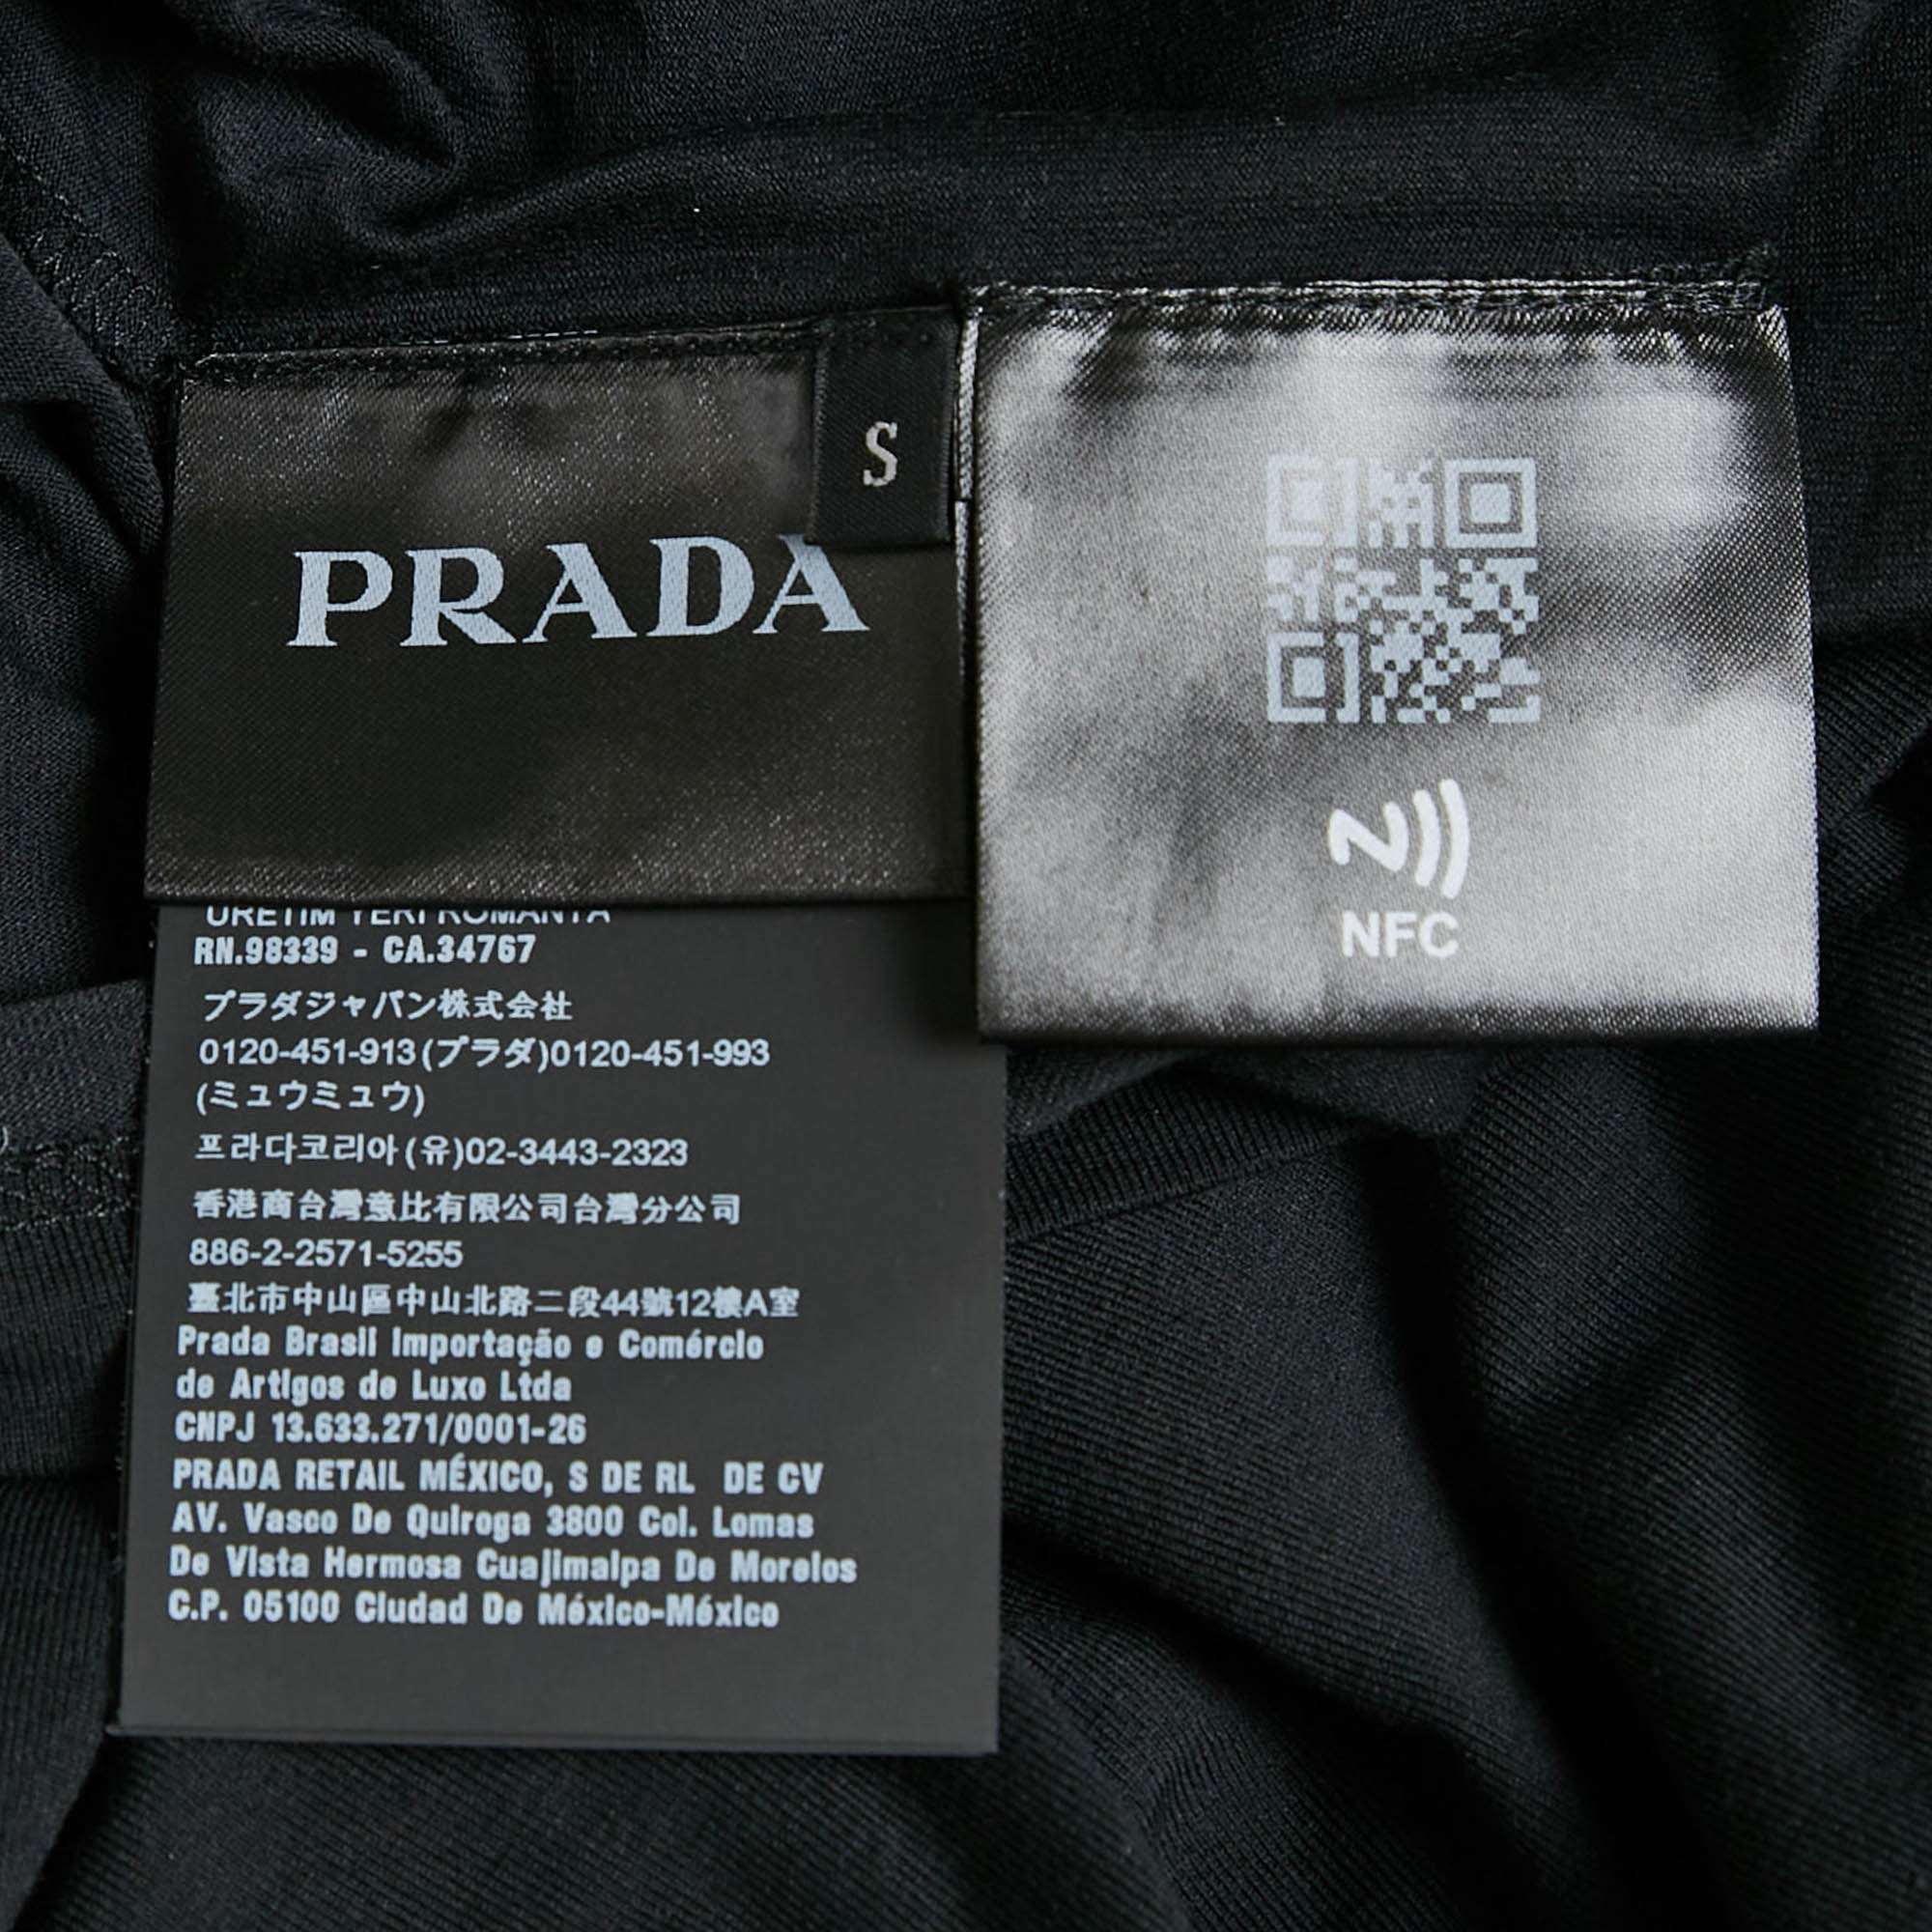 PRADA
S
NFC
ÜRETİM YERİ ROMANYA
RN.98339 - CA.34767
プラダジャパン株式会社
0120-451-913(プラダ)0120-451-993
(ミュウミュウ)
프라다코리아(유)02-3443-2323
香港商台灣意比有限公司台灣分公司
886-2-2571-5255
臺北市中山區中山北路二段44號12樓A室
Prada Brasil Importação e Comércio
de Artigos de Luxo Ltda
CNPJ 13.633.271/0001-26
PRADA RETAIL MÉXICO, S DE RL DE CV
AV. Vasco De Quiroga 3800 Col. Lomas
De Vista Hermosa Cuajimalpa De Morelos
C.P. 05100 Ciudad De México-México